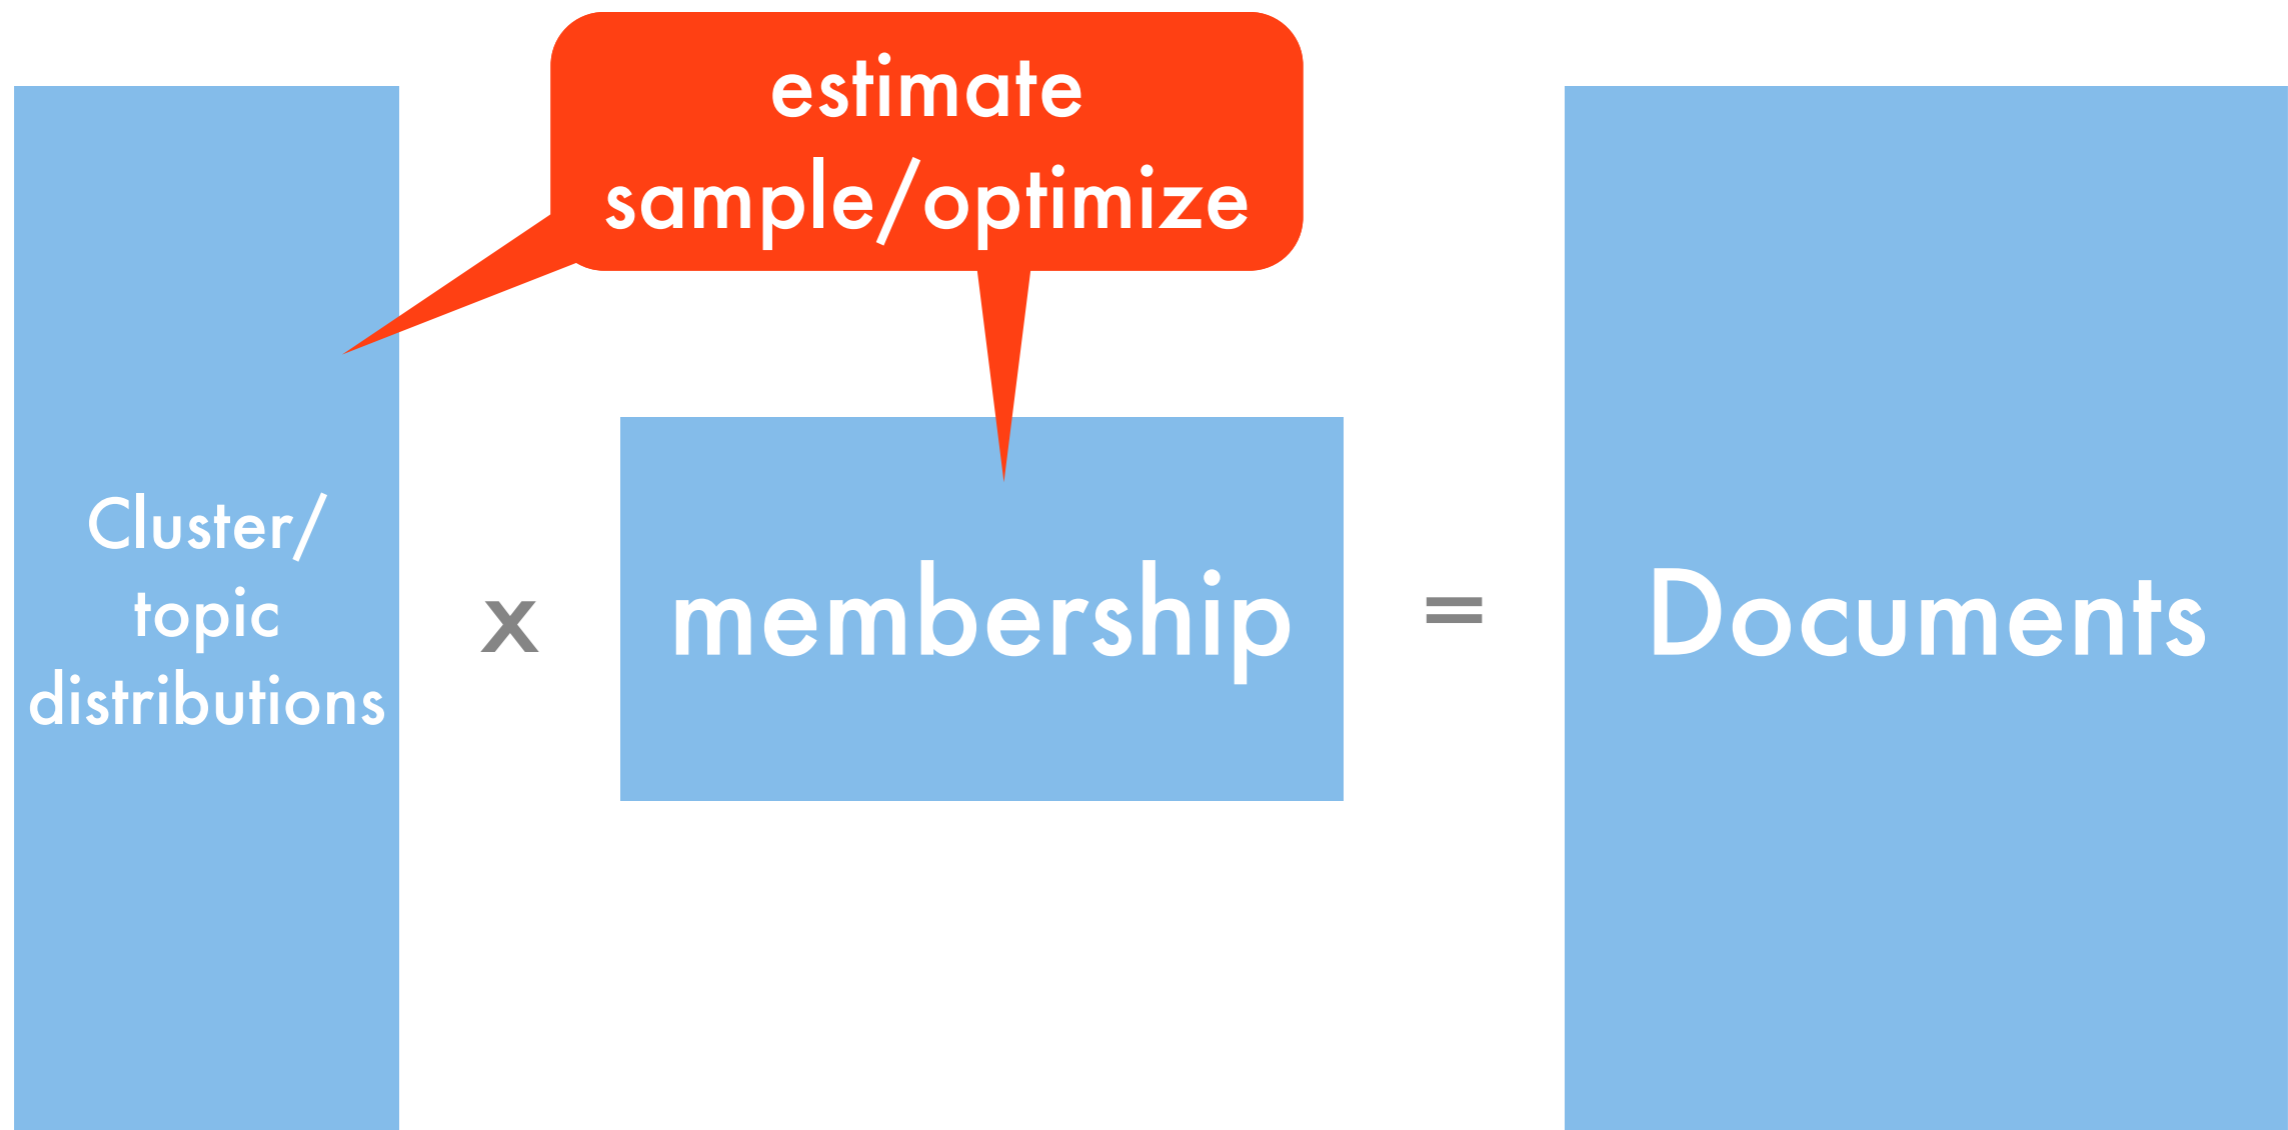 estimate
sample/optimize
Cluster/
topic
distributions
x
membership
=
Documents